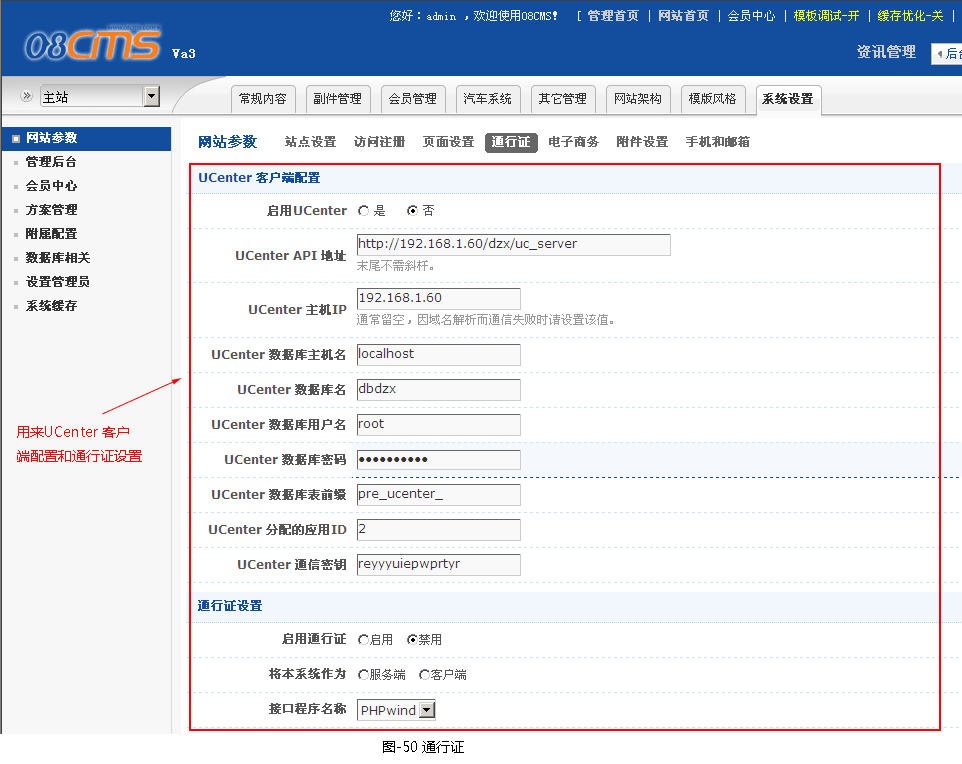 您好：admin ，欢迎使用08CMS! [ 管理首页 | 网站首页 | 会员中心 | 模板调试-开 | 缓存优化-关 |
08CMS Va3
资讯管理 后台
主站
常规内容 副件管理 会员管理 汽车系统 其它管理 网站架构 模版风格 系统设置
网站参数
管理后台
会员中心
方案管理
附属配置
数据库相关
设置管理员
系统缓存
网站参数 站点设置 访问注册 页面设置 通行证 电子商务 附件设置 手机和邮箱
UCenter 客户端配置
启用UCenter 是 否
UCenter API 地址 http://192.168.1.60/dzx/uc_server
末尾不需斜杆。
UCenter 主机IP 192.168.1.60
通常留空，因域名解析而通信失败时请设置该值。
UCenter 数据库主机名 localhost
UCenter 数据库名 dbdzx
UCenter 数据库用户名 root
UCenter 数据库密码 ●●●●●●●●●●
UCenter 数据库表前缀 pre_ucenter_
UCenter 分配的应用ID 2
UCenter 通信密钥 reyyyuiepwprtyr
通行证设置
启用通行证 启用 禁用
将本系统作为 服务端 客户端
接口程序名称 PHPwind
用来UCenter 客户
端配置和通行证设置
图-50 通行证